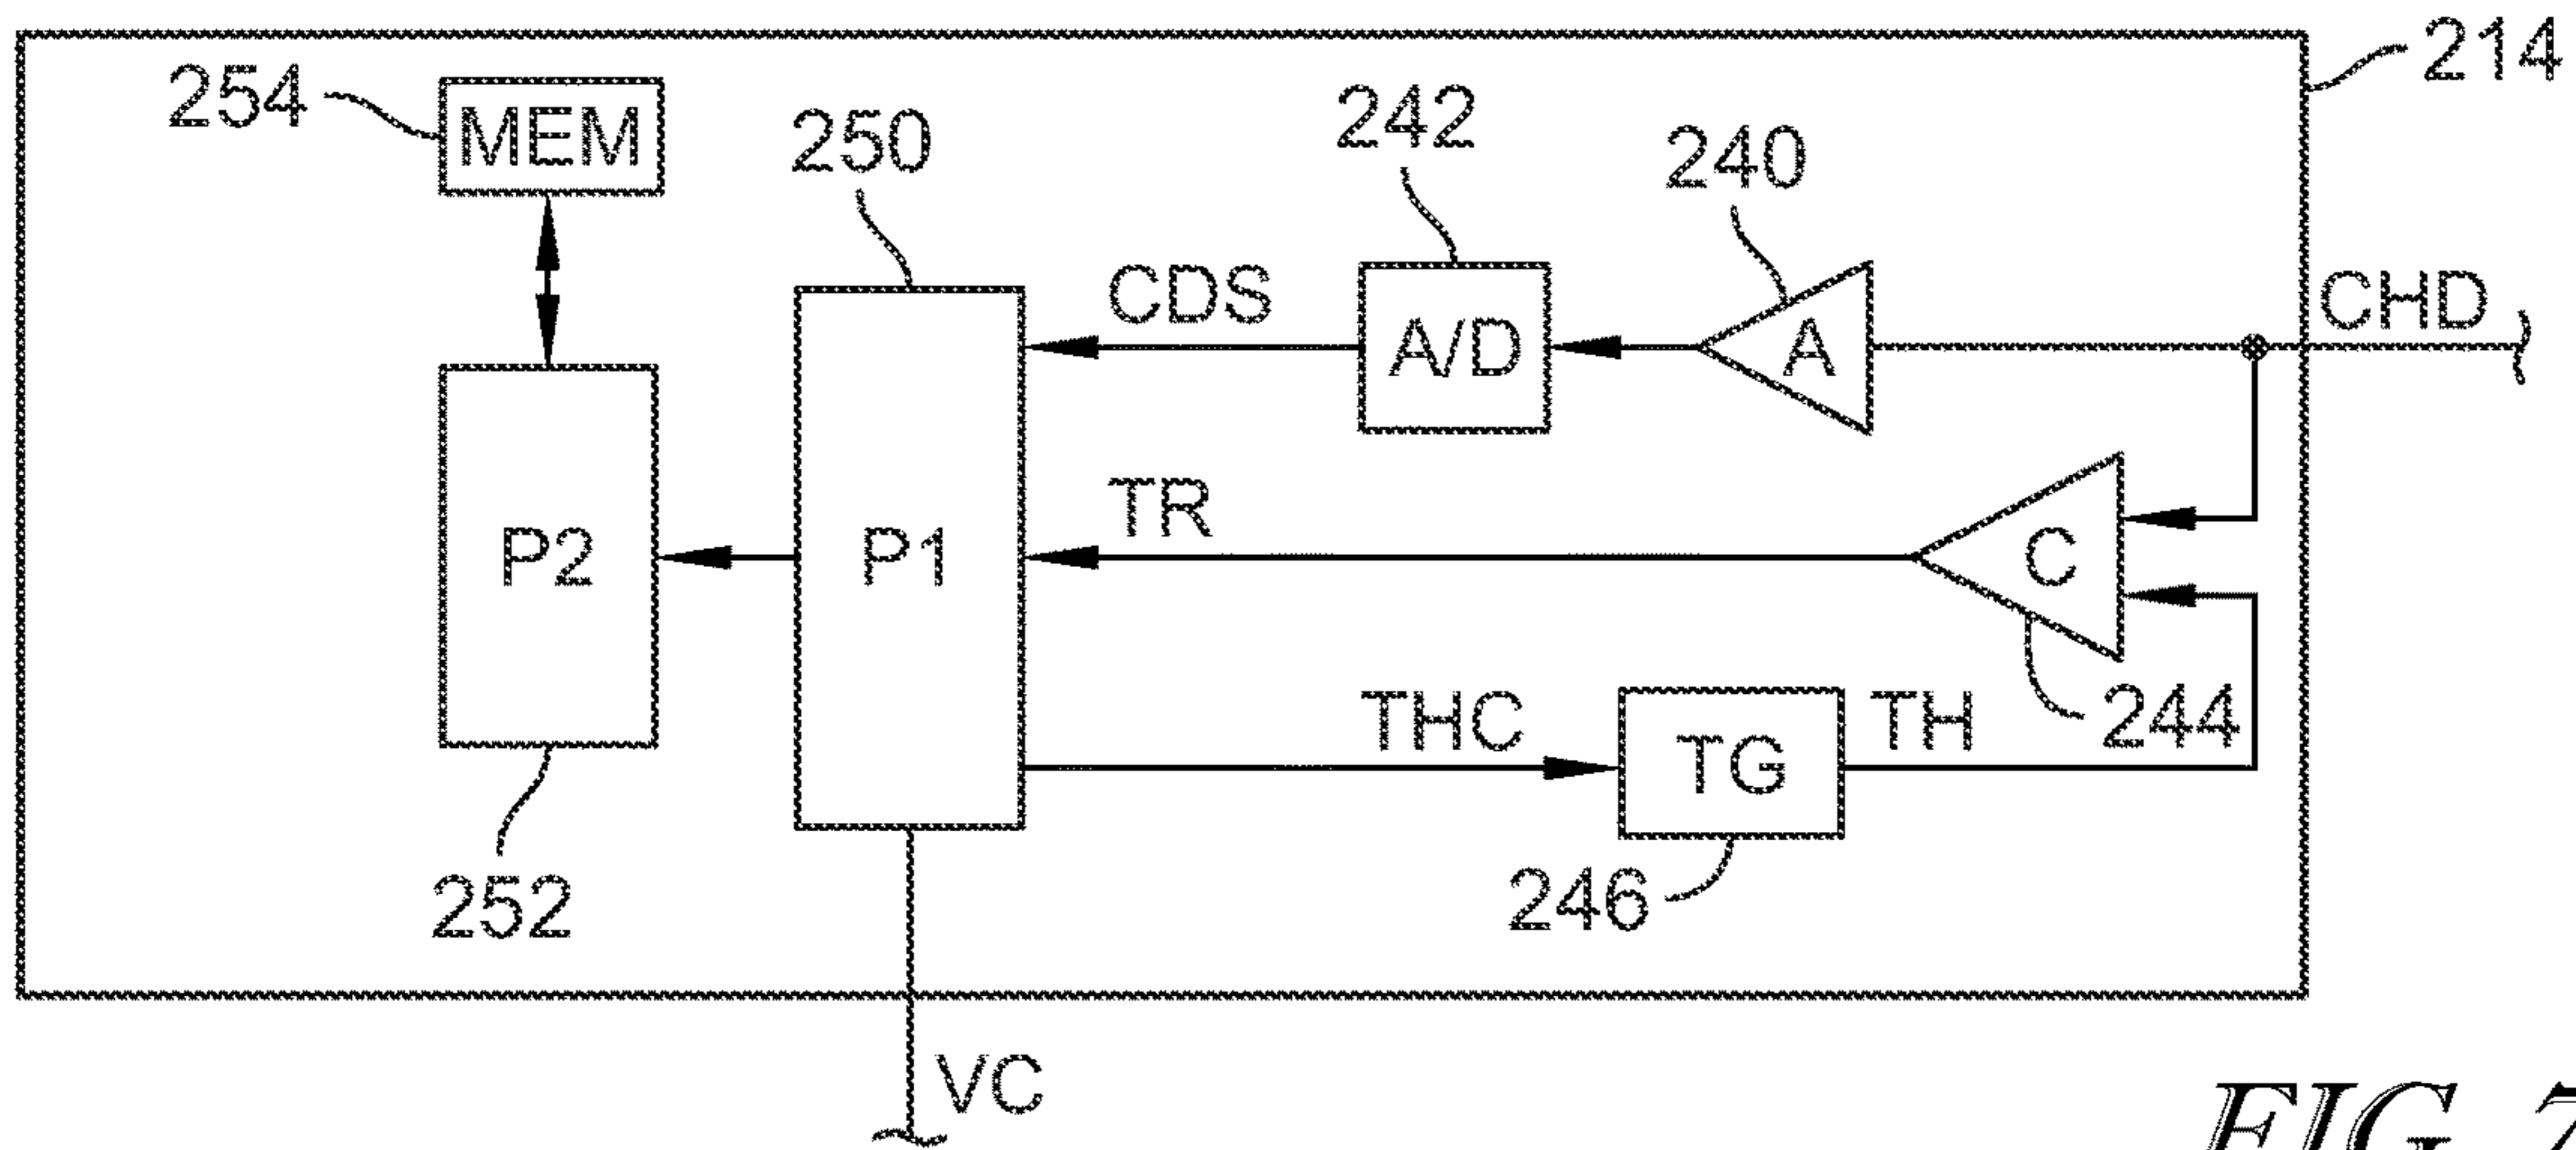 214
254
MEM
250
242
240
CHD
CDS
A/D
A
TR
P2
P1
C
THC
TG
TH
244
252
246
VC
FIG. 7